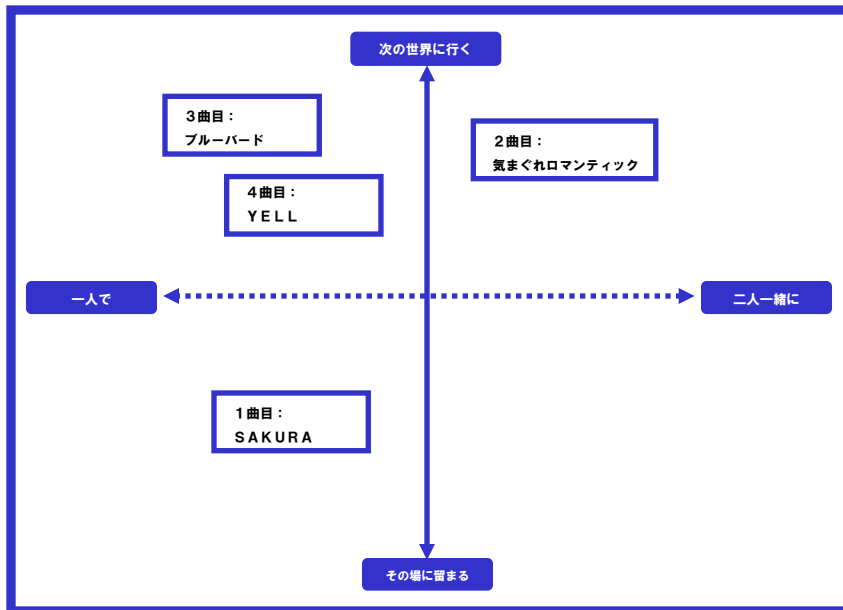 次の世界に行く
3曲目：
ブルーバード
2曲目：
気まぐれロマンティック
4曲目：
YELL
一人で
二人一緒に
1曲目：
SAKURA
その場に留まる